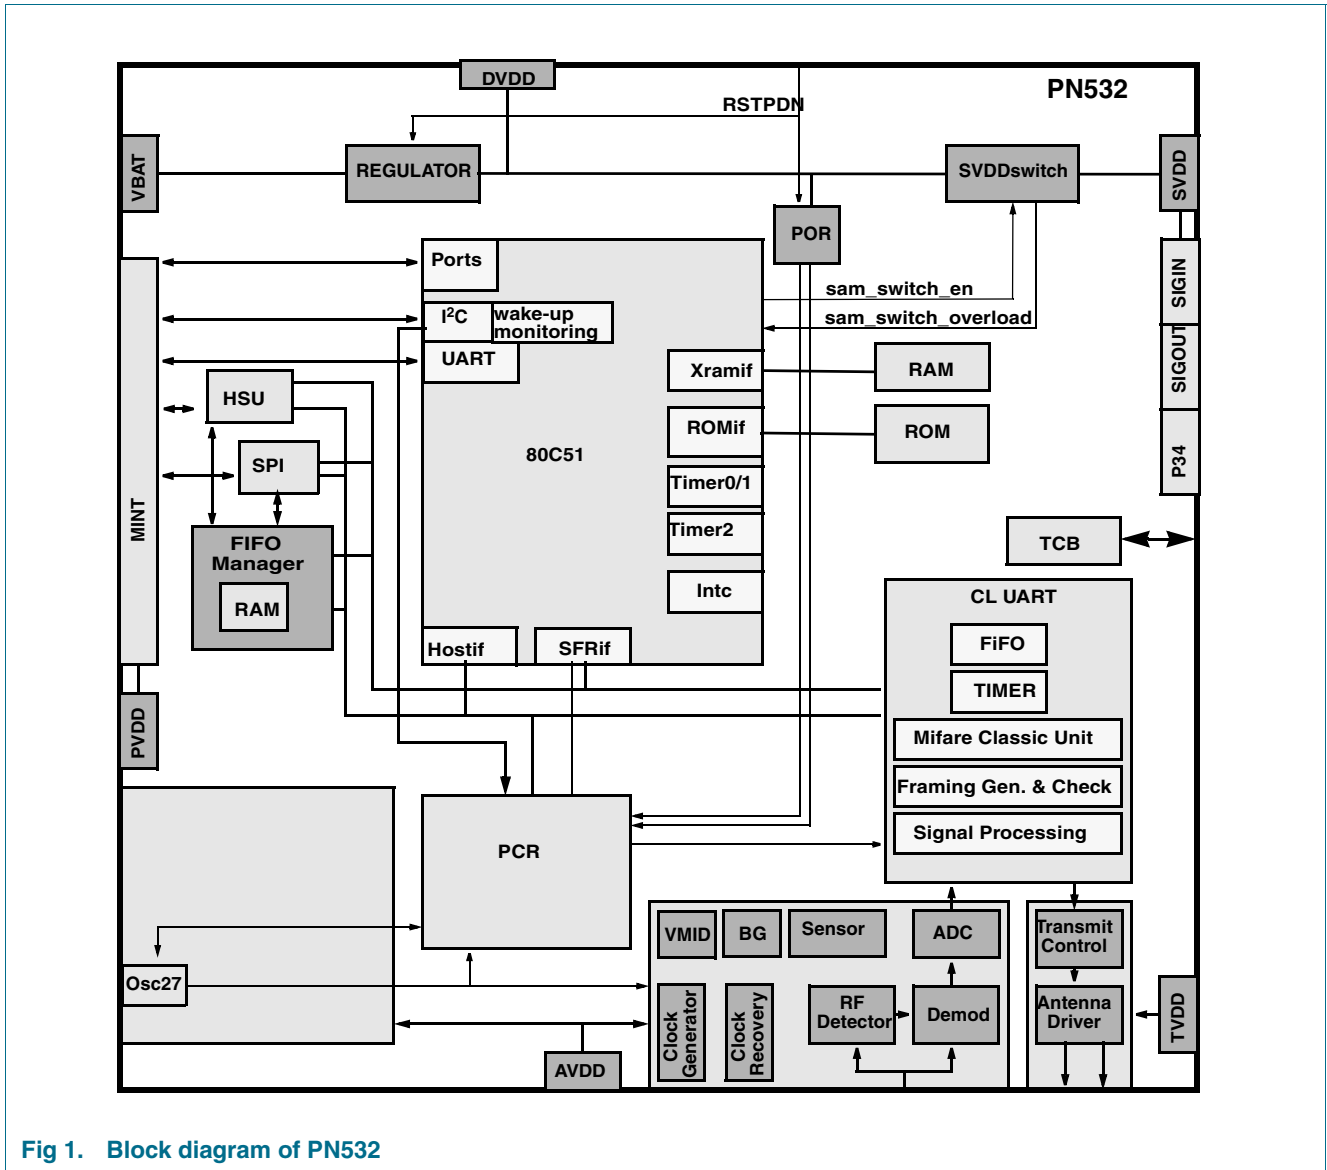 DVDD
PN532
RSTPDN
VBAT
REGULATOR
SVDDswitch
SVDD
POR
Ports
sam_switch_en
SIGIN
I²C
wake-up
monitoring
sam_switch_overload
UART
SIGOUT
Xramif
RAM
HSU
ROMif
ROM
80C51
SPI
P34
Timer0/1
MINT
Timer2
FIFO
Manager
TCB
RAM
Intc
CL UART
Hostif
SFRif
FiFO
TIMER
PVDD
Mifare Classic Unit
Framing Gen. & Check
Signal Processing
PCR
VMID
BG
Sensor
ADC
Transmit
Control
Osc27
Clock
Generator
Clock
Recovery
RF
Detector
Demod
Antenna
Driver
TVDD
AVDD
Fig 1. Block diagram of PN532